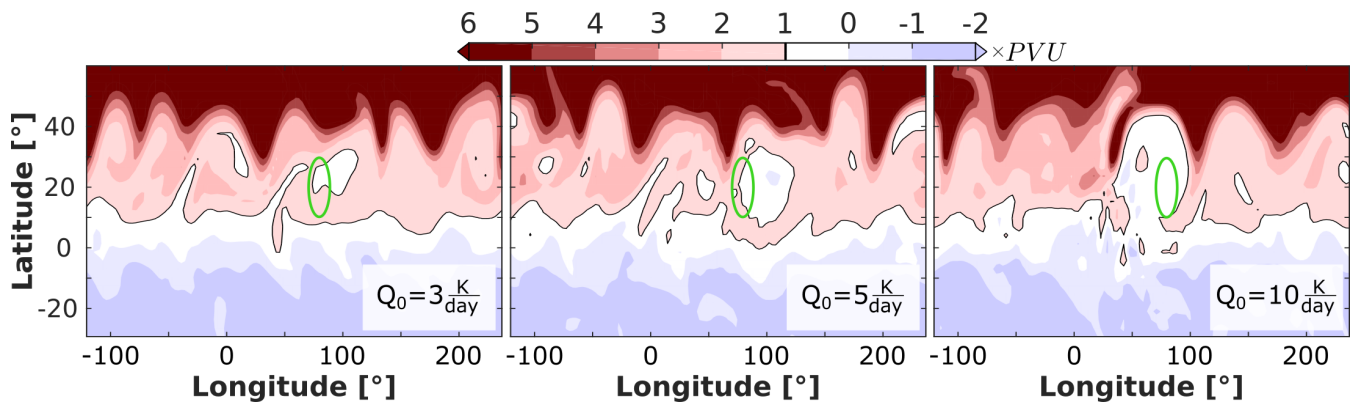 6 5 4 3 2 1 0 -1 -2 ×PVU
Latitude [°]
40
20
0
-20
Q₀=3 K/day
Q₀=5 K/day
Q₀=10 K/day
-100 0 100 200 -100 0 100 200 -100 0 100 200
Longitude [°] Longitude [°] Longitude [°]